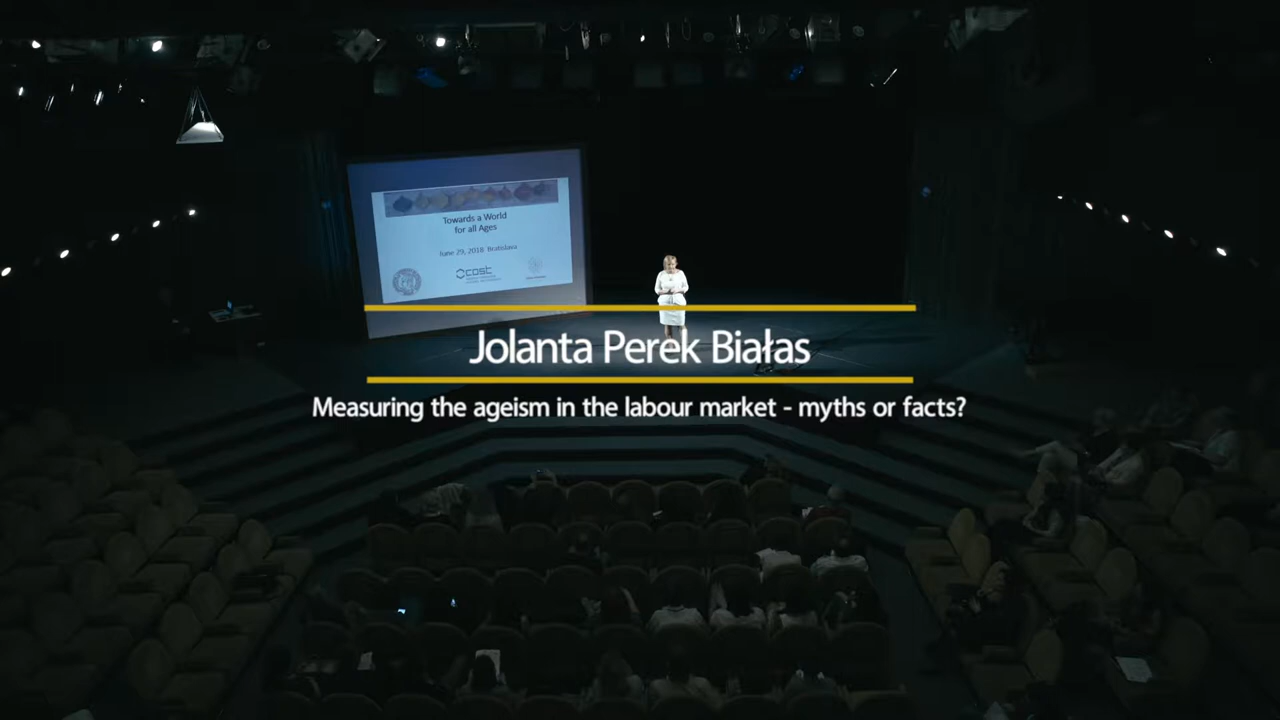 Towards a World
for all Ages
June 29, 2018 Bratislava
cost
Jolanta Perek Białas
Measuring the ageism in the labour market - myths or facts?